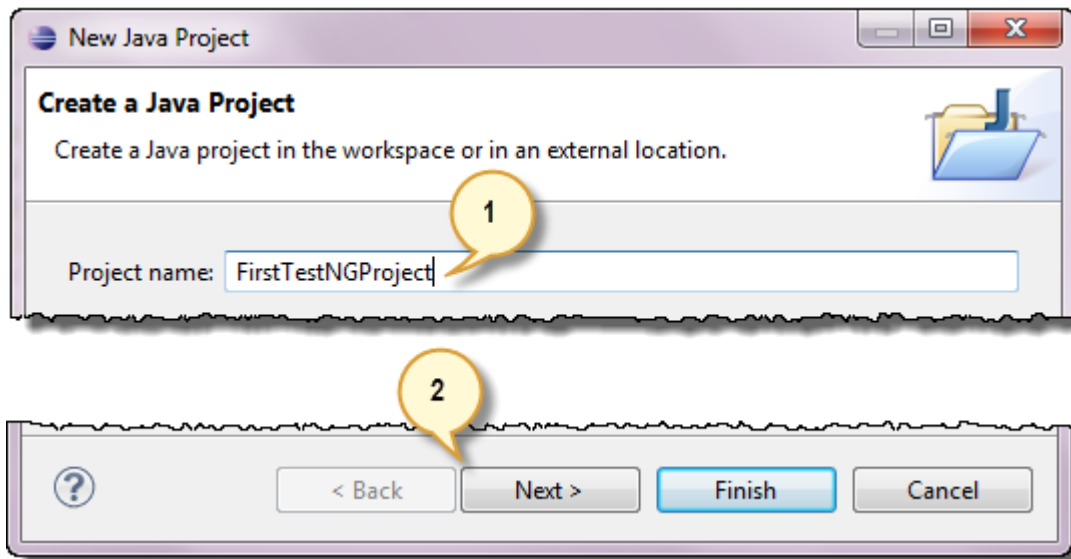 New Java Project
Create a Java Project
Create a Java project in the workspace or in an external location.
1
Project name: FirstTestNGProject
2
? < Back Next > Finish Cancel